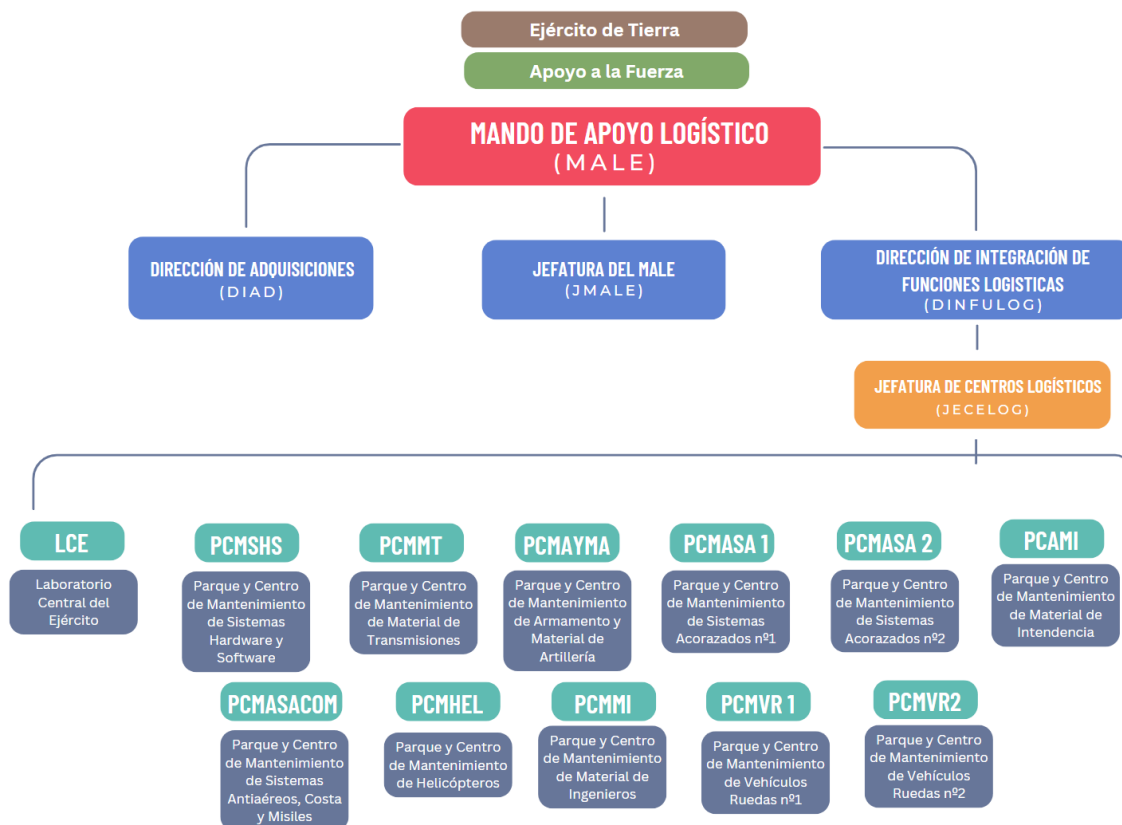 Ejército de Tierra
Apoyo a la Fuerza
MANDO DE APOYO LOGÍSTICO
(MALE)
DIRECCIÓN DE ADQUISICIONES
(DIAD)
JEFATURA DEL MALE
(JMALE)
DIRECCIÓN DE INTEGRACIÓN DE
FUNCIONES LOGISTICAS
(DINFULOG)
JEFATURA DE CENTROS LOGÍSTICOS
(JECELOG)
LCE
Laboratorio
Central del
Ejército
PCMSHS
Parque y Centro
de Mantenimiento
de Sistemas
Hardware y
Software
PCMMT
Parque y Centro
de Mantenimiento
de Material de
Transmisiones
PCMAYMA
Parque y Centro
de Mantenimiento
de Armamento y
Material de
Artillería
PCMASA 1
Parque y Centro
de Mantenimiento
de Sistemas
Acorazados nº1
PCMASA 2
Parque y Centro
de Mantenimiento
de Sistemas
Acorazados nº2
PCAMI
Parque y Centro
de Mantenimiento
de Material de
Intendencia
PCMASACOM
Parque y Centro
de Mantenimiento
de Sistemas
Antiaéreos, Costa
y Misiles
PCMHEL
Parque y Centro
de Mantenimiento
de Helicópteros
PCMMI
Parque y Centro
de Mantenimiento
de Material de
Ingenieros
PCMVR 1
Parque y Centro
de Mantenimiento
de Vehículos
Ruedas nº1
PCMVR2
Parque y Centro
de Mantenimiento
de Vehículos
Ruedas nº2